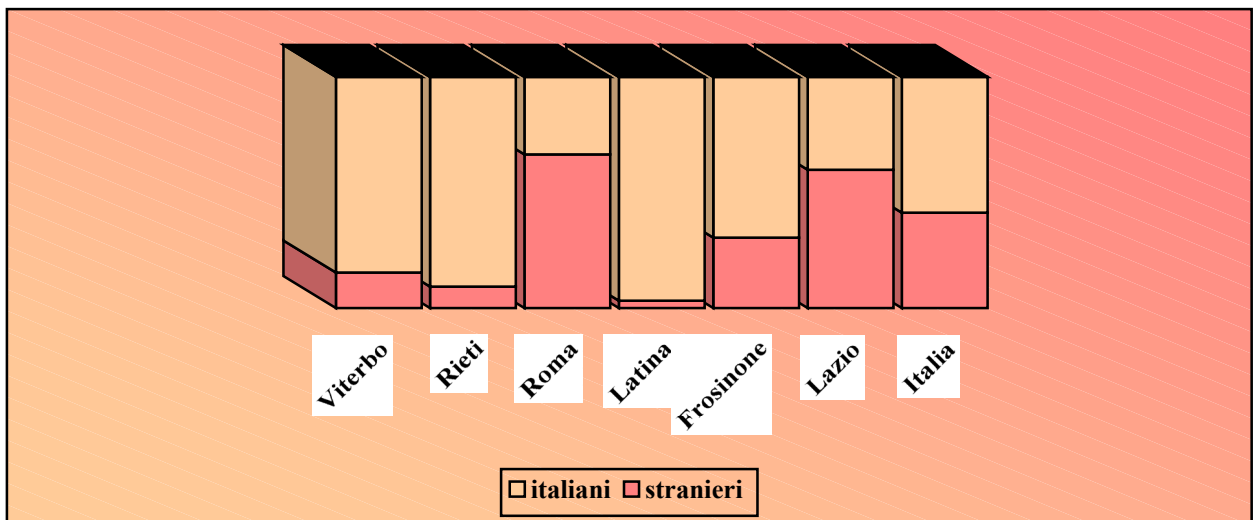 Viterbo
Rieti
Roma
Latina
Frosinone
Lazio
Italia
italiani stranieri